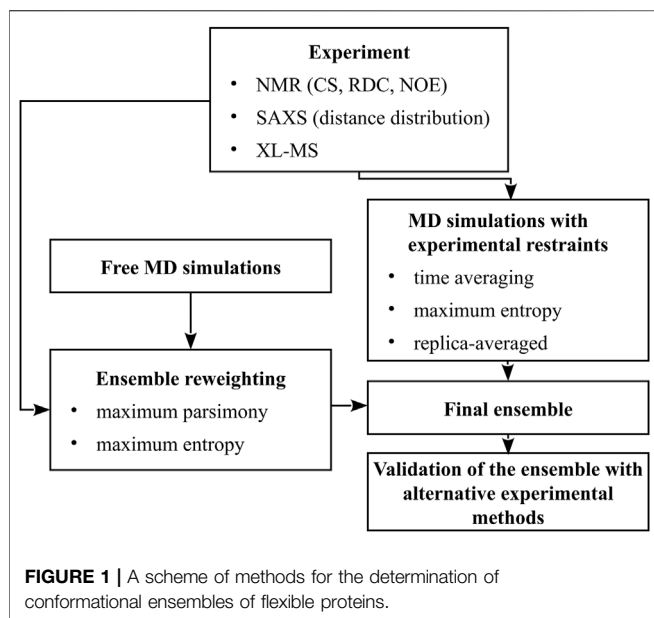 Experiment
• NMR (CS, RDC, NOE)
• SAXS (distance distribution)
• XL-MS
MD simulations with
experimental restraints
• time averaging
• maximum entropy
• replica-averaged
Free MD simulations
Ensemble reweighting
• maximum parsimony
• maximum entropy
Final ensemble
Validation of the ensemble with
alternative experimental
methods
FIGURE 1 | A scheme of methods for the determination of
conformational ensembles of flexible proteins.